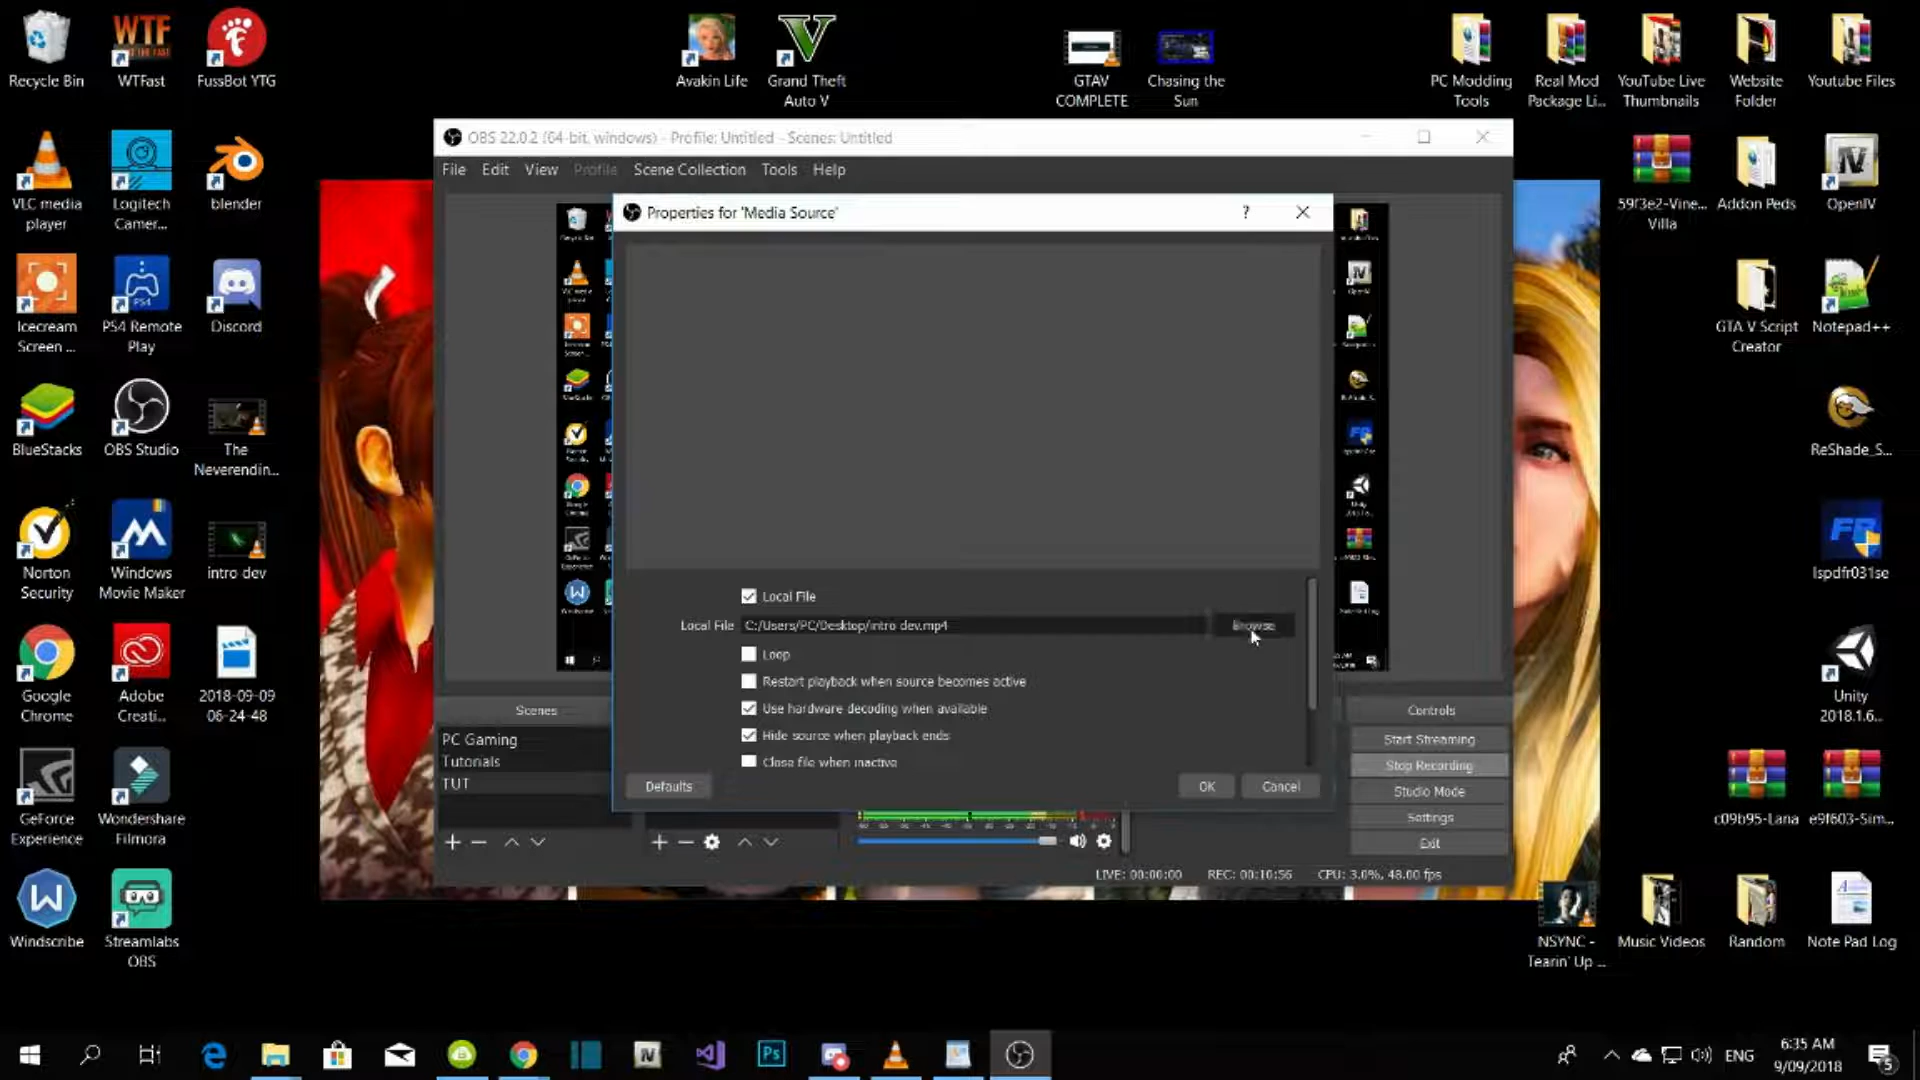 Recycle Bin
WTF
WTFast
FussBot YTG
Avakin Life
Grand Theft
Auto V
GTAV
COMPLETE
Chasing the
Sun
PC Modding
Tools
Real Mod
Package Li...
YouTube Live
Thumbnails
Website
Folder
Youtube Files
OBS 22.0.2 (64-bit, windows) - Profile: Untitled - Scenes: Untitled
File Edit View Profile Scene Collection Tools Help
VLC media
player
Logitech
Camer...
blender
59f3e2-Vine...
Villa
Addon Peds
OpenIV
Properties for 'Media Source'
?
Icecream
Screen ...
PS4
PS4 Remote
Play
Discord
GTA V Script
Creator
Notepad++
BlueStacks
OBS Studio
The
Neverendin...
ReShade_S...
Norton
Security
Windows
Movie Maker
intro dev
lspdfr031se
Local File
Local File C:/Users/PC/Desktop/intro dev.mp4 Browse
Loop
Restart playback when source becomes active
Use hardware decoding when available
Hide source when playback ends
Close file when inactive
Defaults OK Cancel
Google
Chrome
Adobe
Creati...
2018-09-09
06-24-48
Unity
2018.1.6...
Scenes
PC Gaming
Tutorials
TUT
Controls
Start Streaming
Stop Recording
Studio Mode
Settings
Exit
GeForce
Experience
Wondershare
Filmora
c09b95-Lana
e9f603-Sim...
LIVE: 00:00:00 REC: 00:10:56 CPU: 3.0%, 48.00 fps
Windscribe
Streamlabs
OBS
NSYNC -
Tearin' Up ...
Music Videos
Random
Note Pad Log
Ps
ENG
6:35 AM
9/09/2018
5